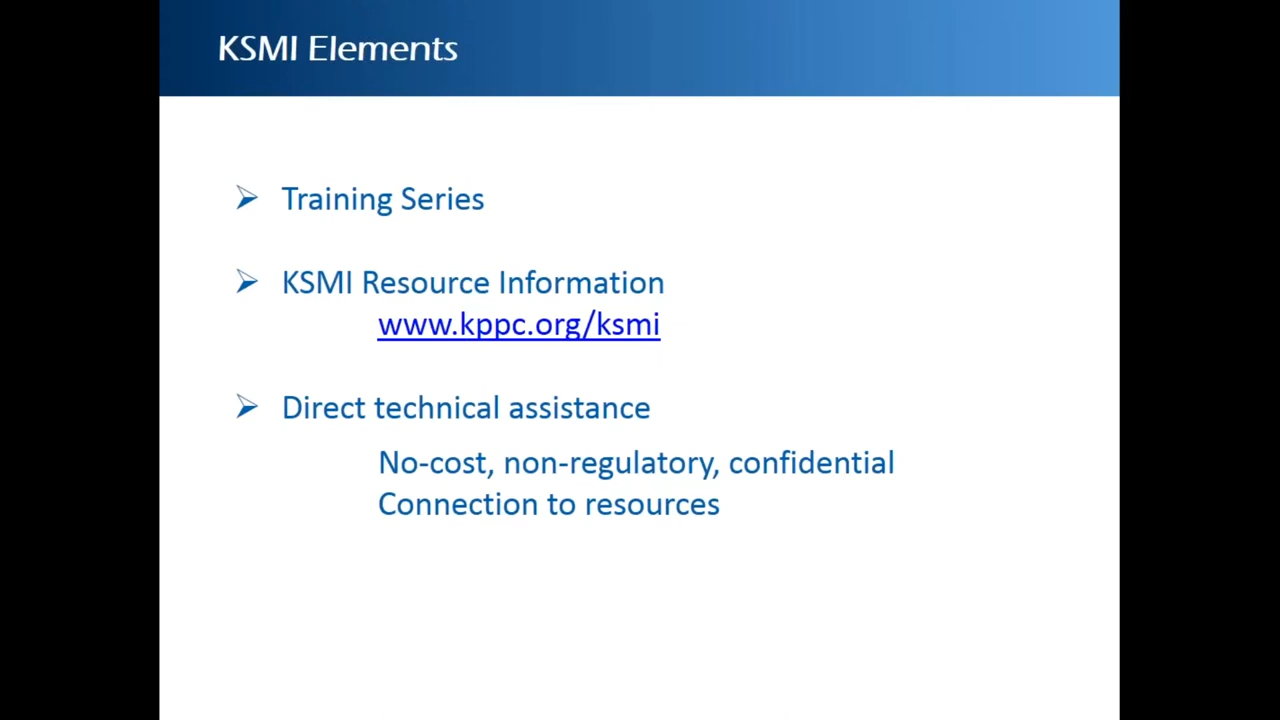 KSMI Elements
Training Series
KSMI Resource Information
www.kppc.org/ksmi
Direct technical assistance
No-cost, non-regulatory, confidential
Connection to resources